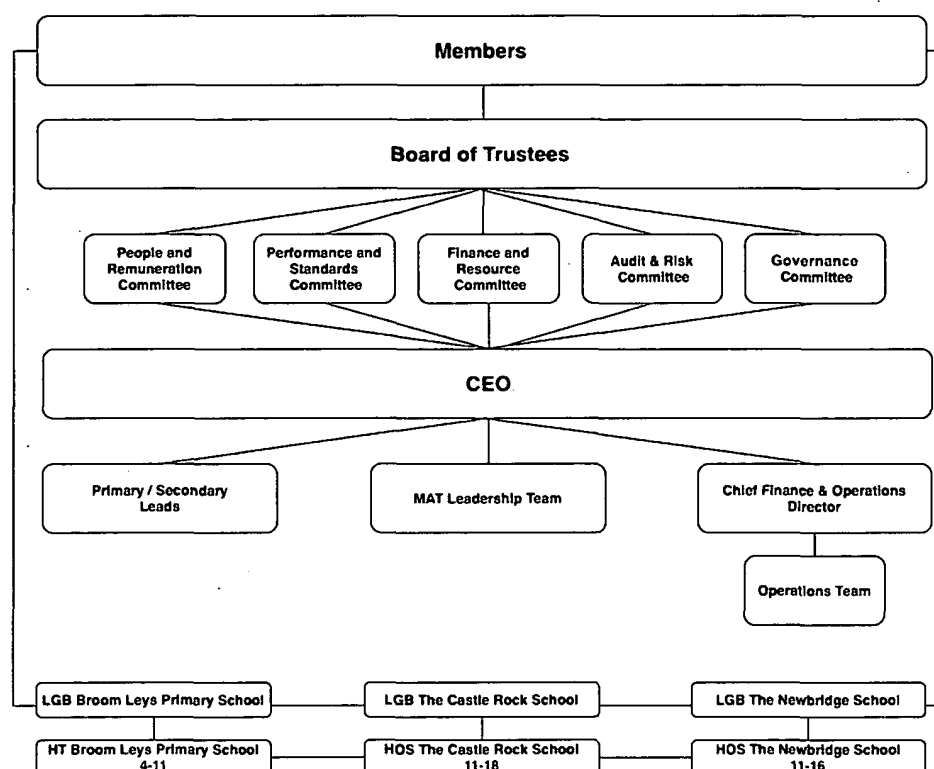 Members
Board of Trustees
People and
Remuneration
Committee
Performance and
Standards
Committee
Finance and
Resource
Committee
Audit & Risk
Committee
Governance
Committee
CEO
Primary / Secondary
Leads
MAT Leadership Team
Chief Finance & Operations
Director
Operations Team
LGB Broom Leys Primary School
LGB The Castle Rock School
LGB The Newbridge School
HT Broom Leys Primary School
4-11
HOS The Castle Rock School
11-18
HOS The Newbridge School
11-16